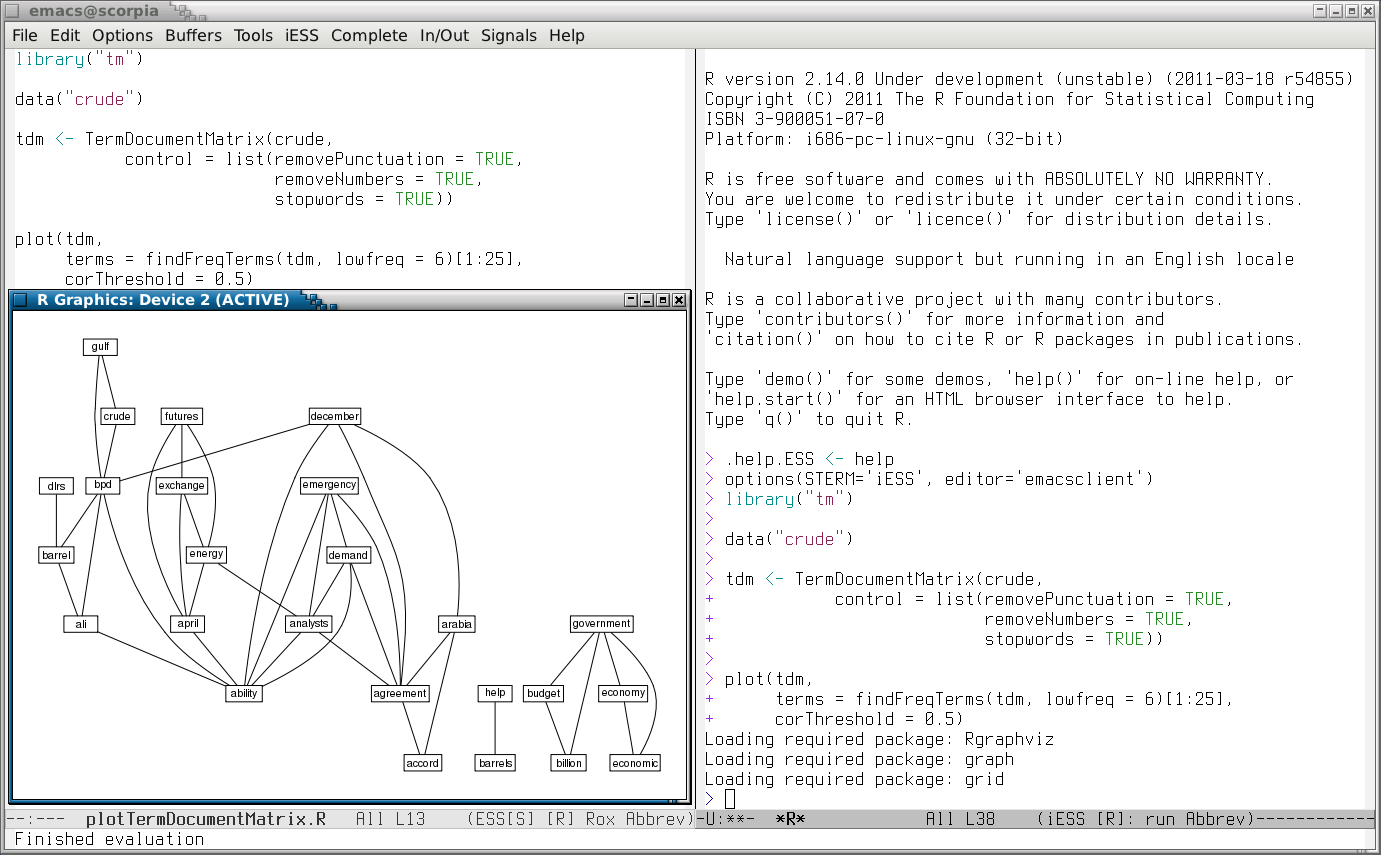 emacs@scorpia
File Edit Options Buffers Tools iESS Complete In/Out Signals Help
library("tm")
data("crude")
tdm <- TermDocumentMatrix(crude,
control = list(removePunctuation = TRUE,
removeNumbers = TRUE,
stopwords = TRUE))
plot(tdm,
terms = findFreqTerms(tdm, lowfreq = 6)[1:25],
corThreshold = 0.5)
R Graphics: Device 2 (ACTIVE)
gulf
crude futures december
dlrs bpd exchange emergency
barrel energy demand
ali april analysts arabia government
ability agreement help budget economy
accord barrels billion economic
--:--- plotTermDocumentMatrix.R All L13 (ESS[S] [R] Rox Abbrev)
R version 2.14.0 Under development (unstable) (2011-03-18 r54855)
Copyright (C) 2011 The R Foundation for Statistical Computing
ISBN 3-900051-07-0
Platform: i686-pc-linux-gnu (32-bit)
R is free software and comes with ABSOLUTELY NO WARRANTY.
You are welcome to redistribute it under certain conditions.
Type 'license()' or 'licence()' for distribution details.
Natural language support but running in an English locale
R is a collaborative project with many contributors.
Type 'contributors()' for more information and
'citation()' on how to cite R or R packages in publications.
Type 'demo()' for some demos, 'help()' for on-line help, or
'help.start()' for an HTML browser interface to help.
Type 'q()' to quit R.
> .help.ESS <- help
> options(STERM='iESS', editor='emacsclient')
> library("tm")
>
> data("crude")
>
> tdm <- TermDocumentMatrix(crude,
+ control = list(removePunctuation = TRUE,
+ removeNumbers = TRUE,
+ stopwords = TRUE))
>
> plot(tdm,
+ terms = findFreqTerms(tdm, lowfreq = 6)[1:25],
+ corThreshold = 0.5)
Loading required package: Rgraphviz
Loading required package: graph
Loading required package: grid
>
-U:**- *R* All L38 (iESS [R]: run Abbrev)------------
Finished evaluation